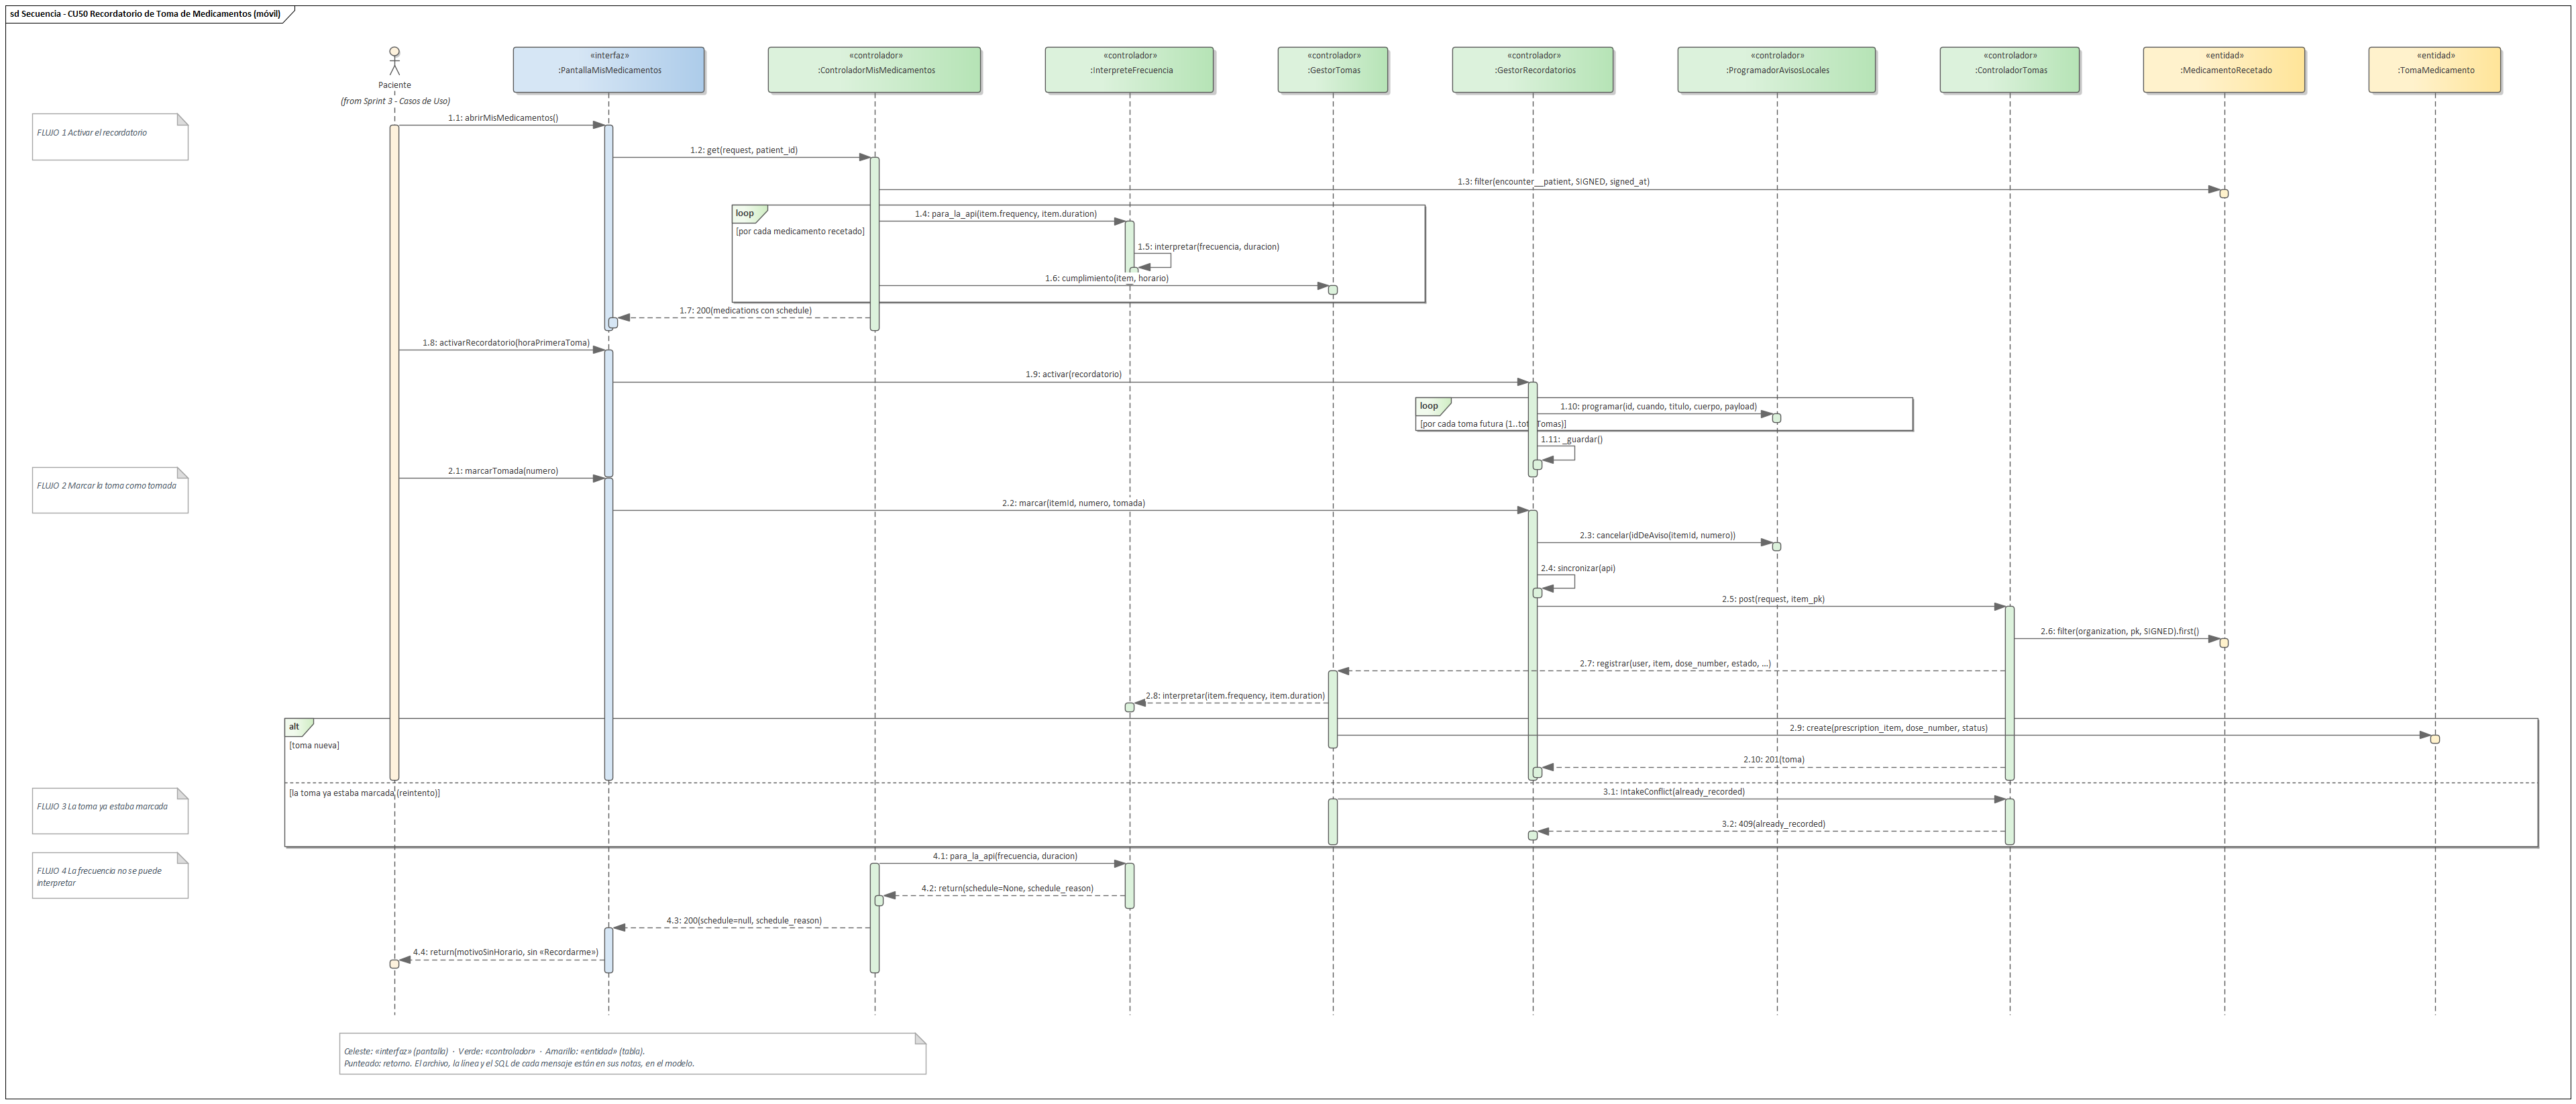 sd Secuencia - CU50 Recordatorio de Toma de Medicamentos (móvil)
Paciente
(from Sprint 3 - Casos de Uso)
«interfaz»
:PantallaMisMedicamentos
«controlador»
:ControladorMisMedicamentos
«controlador»
:InterpreteFrecuencia
«controlador»
:GestorTomas
«controlador»
:GestorRecordatorios
«controlador»
:ProgramadorAvisosLocales
«controlador»
:ControladorTomas
«entidad»
:MedicamentoRecetado
«entidad»
:TomaMedicamento
FLUJO 1 Activar el recordatorio
1.1: abrirMisMedicamentos()
1.2: get(request, patient_id)
1.3: filter(encounter__patient, SIGNED, signed_at)
loop
[por cada medicamento recetado]
1.4: para_la_api(item.frequency, item.duration)
1.5: interpretar(frecuencia, duracion)
1.6: cumplimiento(item, horario)
1.7: 200(medications con schedule)
1.8: activarRecordatorio(horaPrimeraToma)
1.9: activar(recordatorio)
loop
[por cada toma futura (1..totalTomas)]
1.10: programar(id, cuando, titulo, cuerpo, payload)
1.11: _guardar()
FLUJO 2 Marcar la toma como tomada
2.1: marcarTomada(numero)
2.2: marcar(itemId, numero, tomada)
2.3: cancelar(idDeAviso(itemId, numero))
2.4: sincronizar(api)
2.5: post(request, item_pk)
2.6: filter(organization, pk, SIGNED).first()
2.7: registrar(user, item, dose_number, estado, ...)
2.8: interpretar(item.frequency, item.duration)
alt
[toma nueva]
2.9: create(prescription_item, dose_number, status)
2.10: 201(toma)
[la toma ya estaba marcada (reintento)]
FLUJO 3 La toma ya estaba marcada
3.1: IntakeConflict(already_recorded)
3.2: 409(already_recorded)
FLUJO 4 La frecuencia no se puede
interpretar
4.1: para_la_api(frecuencia, duracion)
4.2: return(schedule=None, schedule_reason)
4.3: 200(schedule=null, schedule_reason)
4.4: return(motivoSinHorario, sin «Recordarme»)
Celeste: «interfaz» (pantalla) · Verde: «controlador» · Amarillo: «entidad» (tabla).
Punteado: retorno. El archivo, la línea y el SQL de cada mensaje están en sus notas, en el modelo.